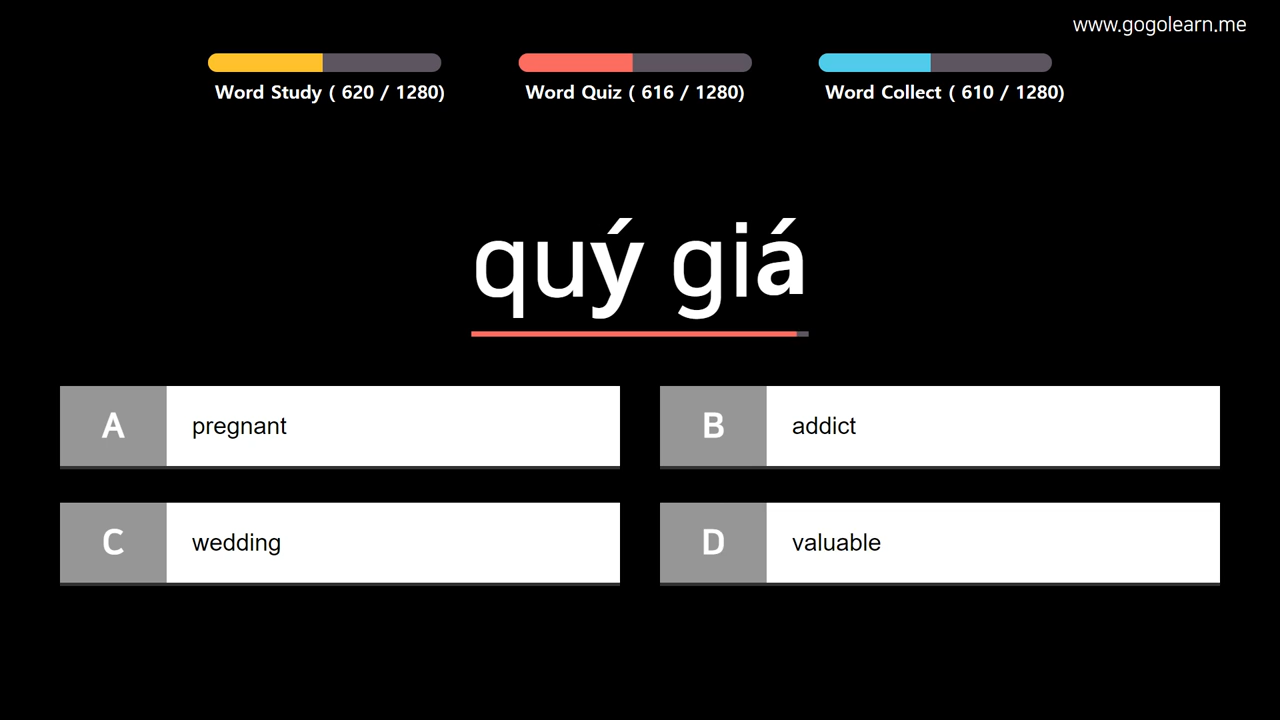 www.gogolearn.me
Word Study ( 620 / 1280)
Word Quiz ( 616 / 1280)
Word Collect ( 610 / 1280)
quý giá
A pregnant
B addict
C wedding
D valuable